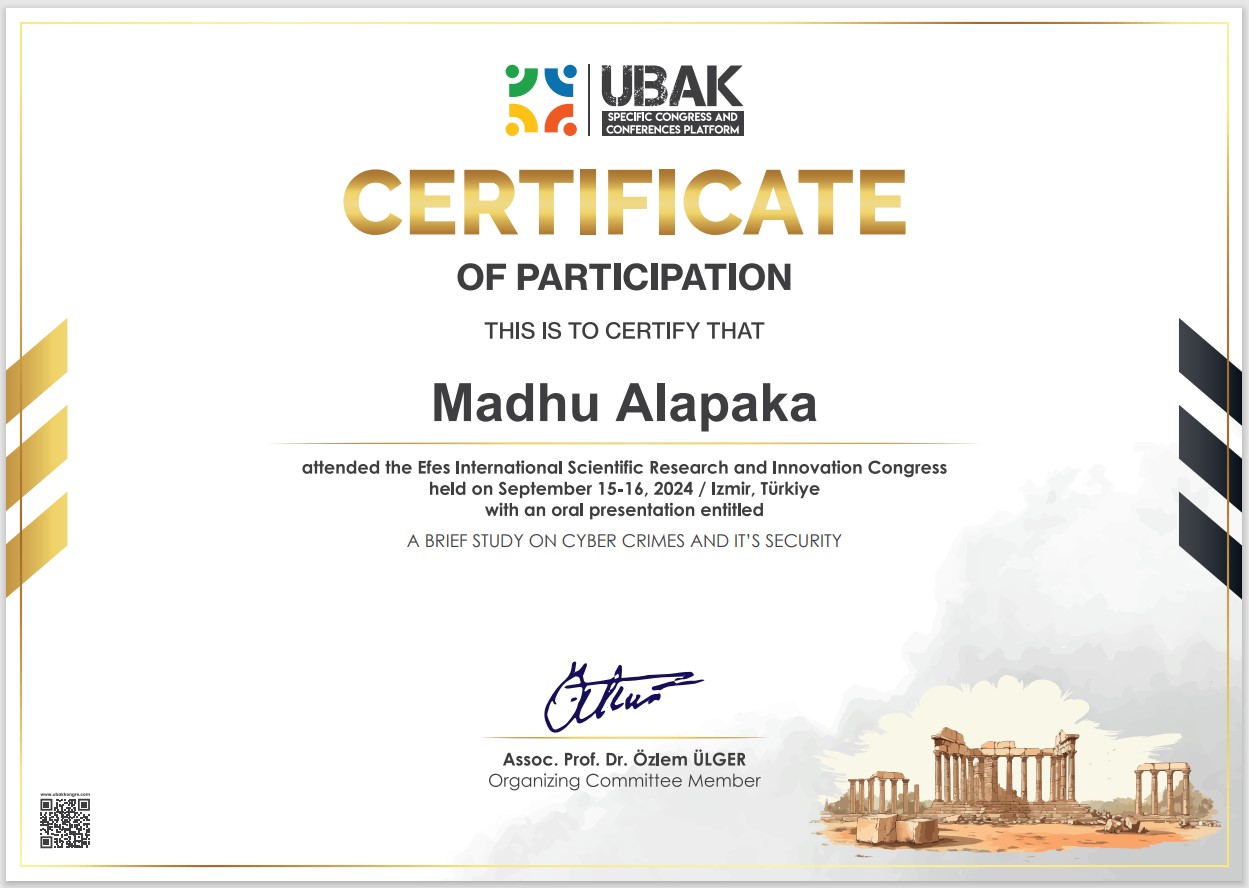 UBAK
SPECIFIC CONGRESS AND
CONFERENCES PLATFORM
CERTIFICATE
OF PARTICIPATION
THIS IS TO CERTIFY THAT
Madhu Alapaka
attended the Efes International Scientific Research and Innovation Congress
held on September 15-16, 2024 / Izmir, Türkiye
with an oral presentation entitled
A BRIEF STUDY ON CYBER CRIMES AND IT'S SECURITY
Assoc. Prof. Dr. Özlem ÜLGER
Organizing Committee Member
www.ubakkongre.com